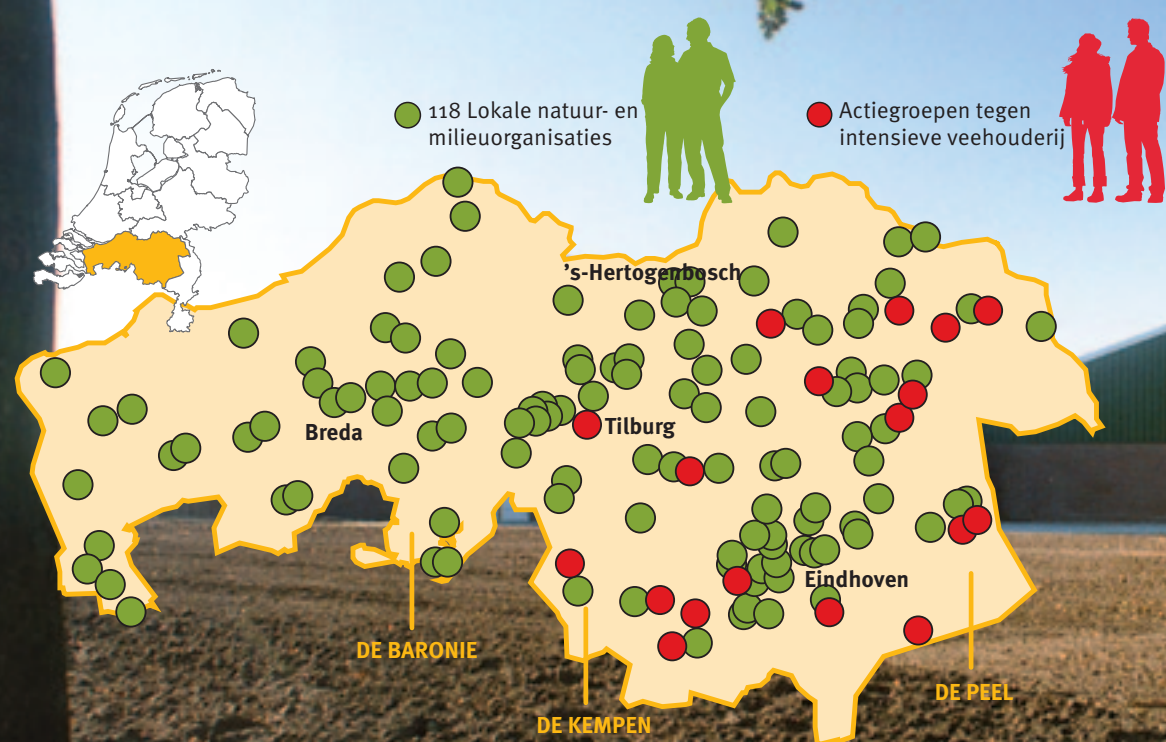 118 Lokale natuur- en
milieuorganisaties
Actiegroepen tegen
intensieve veehouderij
's-Hertogenbosch
Breda
Tilburg
Eindhoven
DE BARONIE
DE KEMPEN
DE PEEL